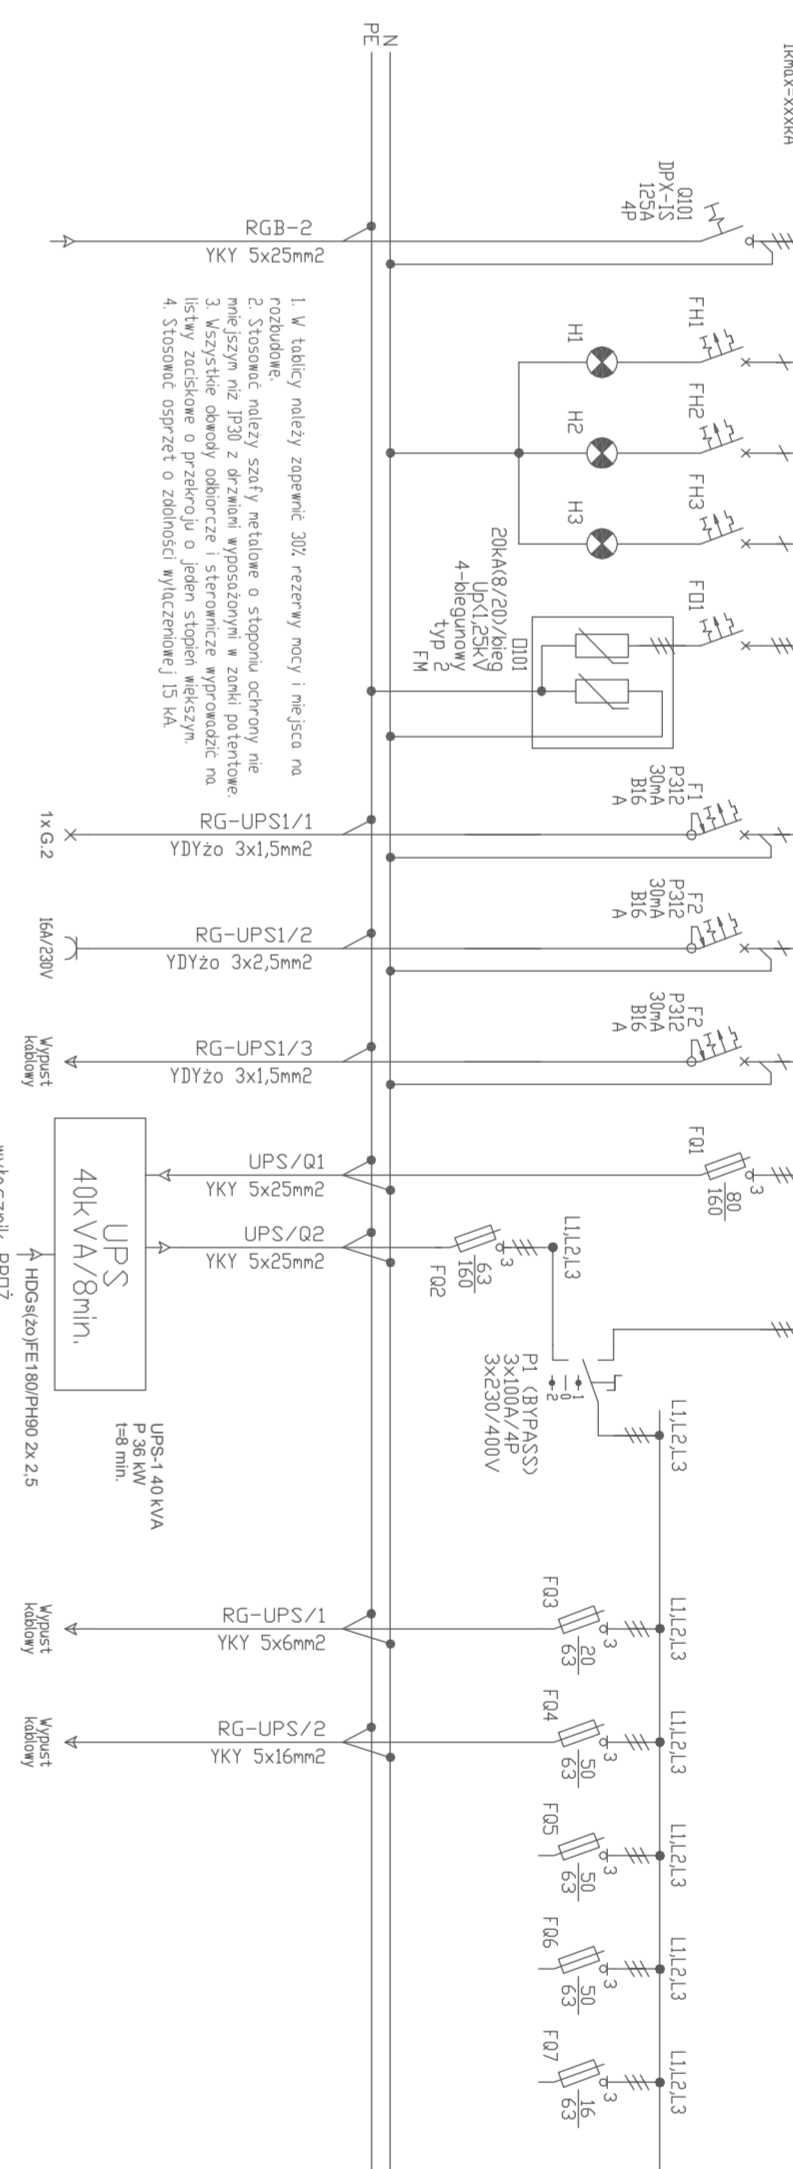 IKmax-xxxkA
N
PE
Q101
DPX-IS
125A
4P
RGB-2
YKY 5x25mm2
FH1
H1
FH2
H2
FH3
H3
1. W tablicy należy zapewnić 30% rezerwy mocy i miejsca na
rozbudowę.
2. Stosować należy szafy metalowe o stoponiu ochrony nie
mniejszym niż IP30 z drzwiami wyposażonymi w zamki patentowe.
3. Wszystkie obwody odbiorcze i sterownicze wyprowadzić na
listwy zaciskowe o przekroju o jeden stopień większym.
4. Stosować osprzęt o zdolności wyłączeniowej 15 kA.
FO1
O101
20kA(8/20)/bieg
Up<1,25kV
4-biegunowy
typ 2
FM
F1
P312
30mA
B16
A
RG-UPS1/1
YDYżo 3x1,5mm2
1x G.2
F2
P312
30mA
B16
A
RG-UPS1/2
YDYżo 3x2,5mm2
16A/230V
F2
P312
30mA
B16
A
RG-UPS1/3
YDYżo 3x1,5mm2
Wypust
kablowy
FQ1
3
80
160
UPS/Q1
YKY 5x25mm2
L1,L2,L3
3
63
160
FQ2
UPS/Q2
YKY 5x25mm2
UPS
40kVA/8min.
wyłącznik PPOŻ
HDGs(żo)FE180/PH90 2x 2,5
UPS-1 40 kVA
P 36 kW
t=8 min.
1
0
2
P1 (BYPASS)
3x100A/4P
3x230/400V
L1,L2,L3
L1,L2,L3
FQ3
3
20
63
RG-UPS/1
YKY 5x6mm2
Wypust
kablowy
L1,L2,L3
FQ4
3
50
63
RG-UPS/2
YKY 5x16mm2
Wypust
kablowy
L1,L2,L3
FQ5
3
50
63
L1,L2,L3
FQ6
3
50
63
L1,L2,L3
FQ7
3
16
63